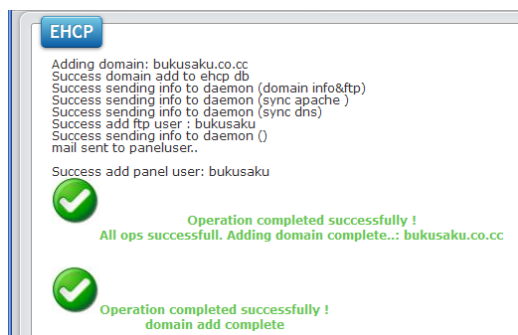 EHCP
Adding domain: bukusaku.co.cc
Success domain add to ehcp db
Success sending info to daemon (domain info&ftp)
Success sending info to daemon (sync apache )
Success sending info to daemon (sync dns)
Success add ftp user : bukusaku
Success sending info to daemon ()
mail sent to paneluser..
Success add panel user: bukusaku
Operation completed successfully !
All ops successfull. Adding domain complete..: bukusaku.co.cc
Operation completed successfully !
domain add complete